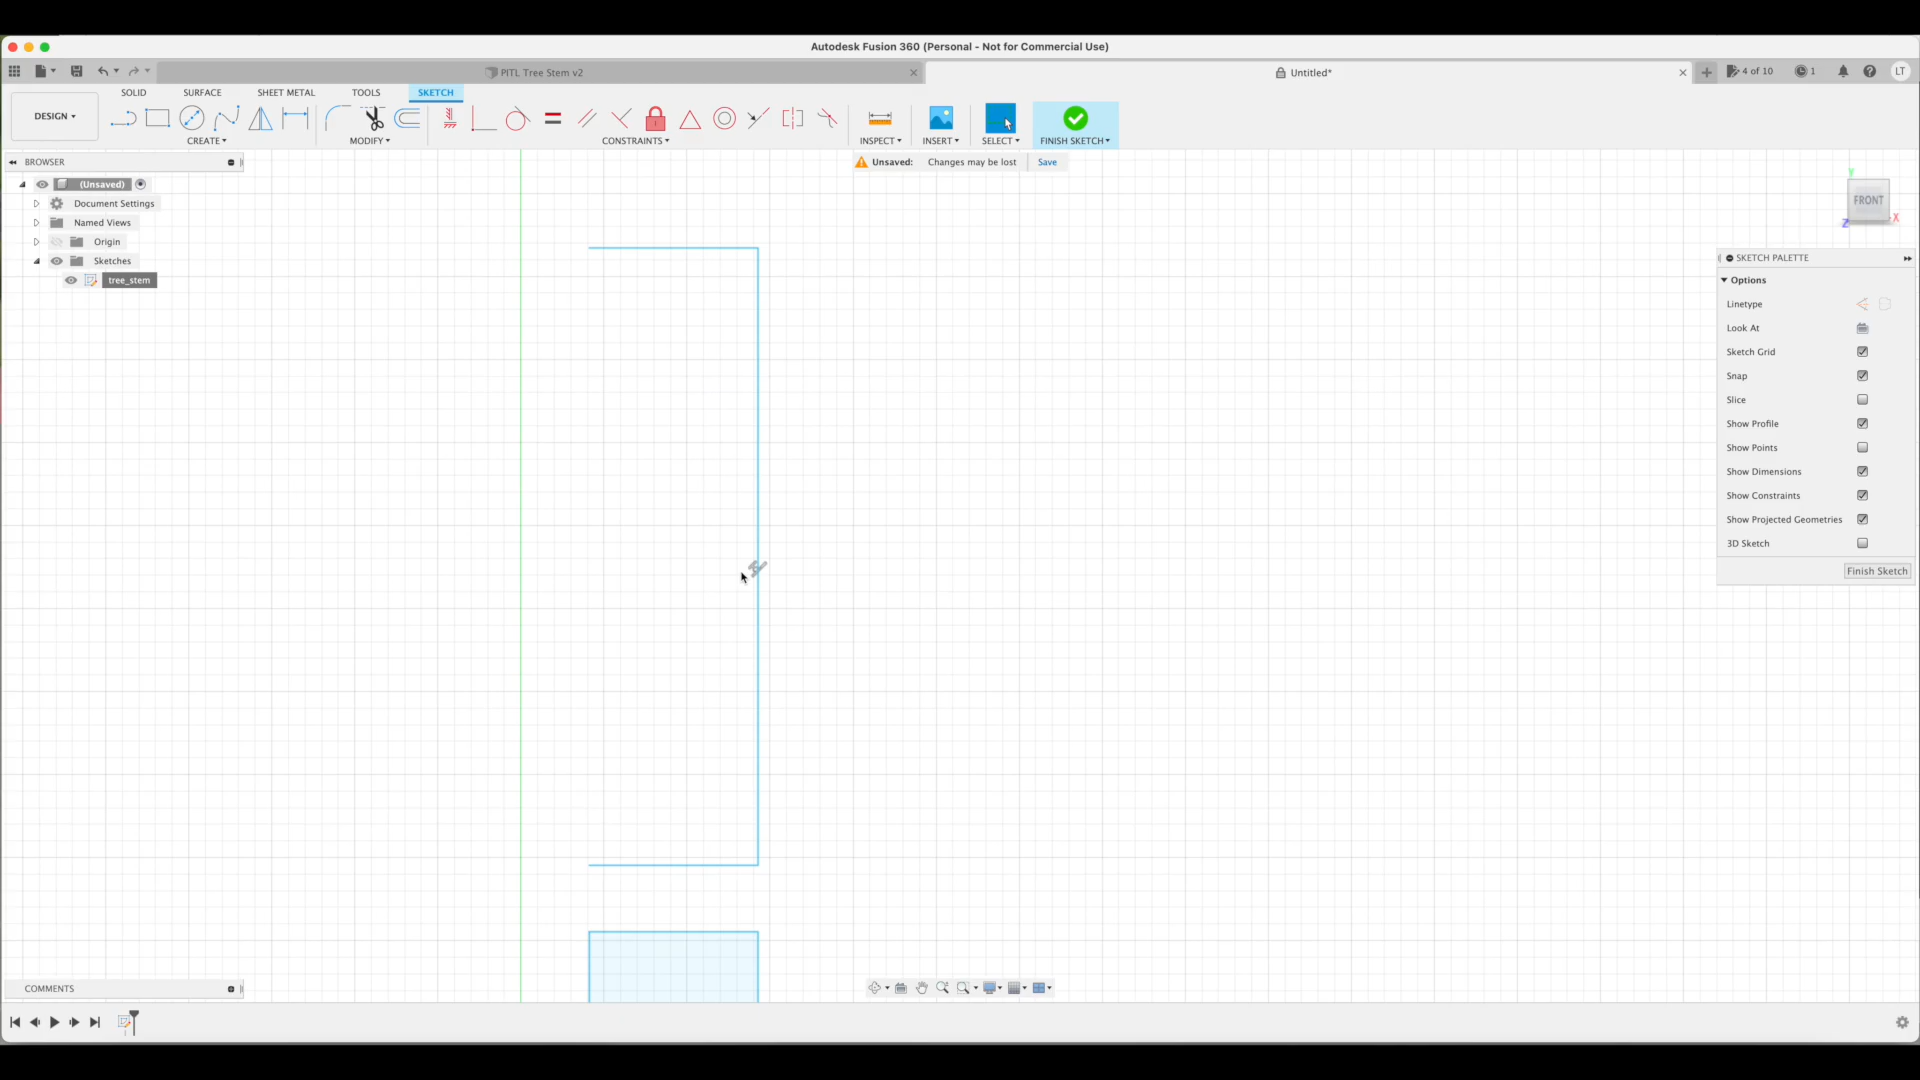 Autodesk Fusion 360 (Personal - Not for Commercial Use)
PITL Tree Stem v2
Untitled*
4 of 10
1
LT
DESIGN
SOLID
SURFACE
SHEET METAL
TOOLS
SKETCH
CREATE
MODIFY
CONSTRAINTS
INSPECT
INSERT
SELECT
FINISH SKETCH
BROWSER
Unsaved: Changes may be lost Save
(Unsaved)
Document Settings
Named Views
Origin
Sketches
tree_stem
Y
FRONT
Z
X
SKETCH PALETTE
Options
Linetype
Look At
Sketch Grid
Snap
Slice
Show Profile
Show Points
Show Dimensions
Show Constraints
Show Projected Geometries
3D Sketch
Finish Sketch
COMMENTS